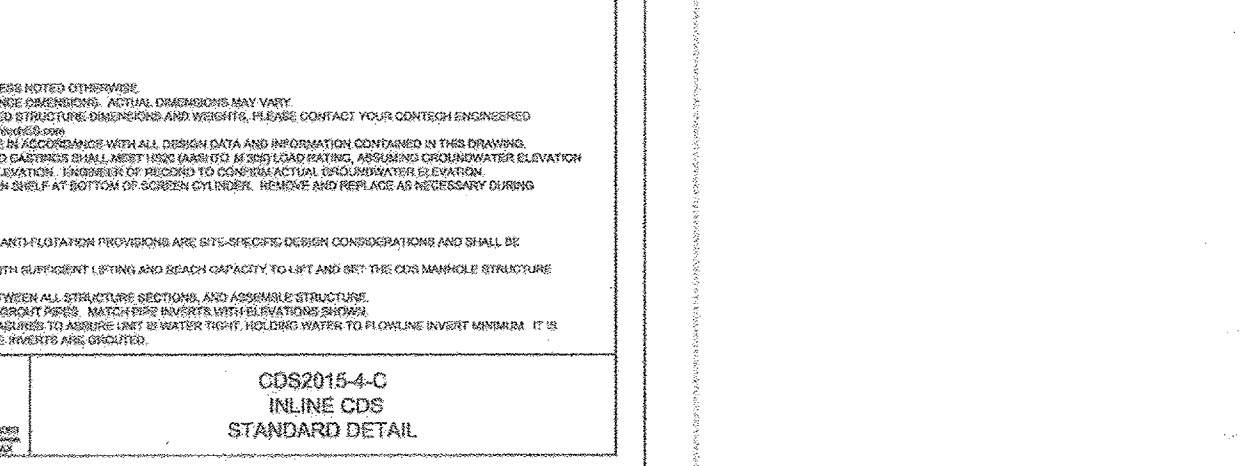 ESS NOTED OTHERWISE.
NCE DIMENSIONS. ACTUAL DIMENSIONS MAY VARY.
ED STRUCTURE DIMENSIONS AND WEIGHTS, PLEASE CONTACT YOUR CONTECH ENGINEERED
E IN ACCORDANCE WITH ALL DESIGN DATA AND INFORMATION CONTAINED IN THIS DRAWING.
D CASTINGS SHALL MEET HS20 (AASHTO M 306) LOAD RATING, ASSUMING GROUNDWATER ELEVATION
LEVATION. ENGINEER OF RECORD TO CONFIRM ACTUAL GROUNDWATER ELEVATION.
N SHELF AT BOTTOM OF SCREEN CYLINDER. REMOVE AND REPLACE AS NECESSARY DURING
ANTI-FLOTATION PROVISIONS ARE SITE-SPECIFIC DESIGN CONSIDERATIONS AND SHALL BE
TH SUFFICIENT LIFTING AND REACH CAPACITY TO LIFT AND SET THE CDS MANHOLE STRUCTURE
TWEEN ALL STRUCTURE SECTIONS, AND ASSEMBLE STRUCTURE.
GROUT PIPES. MATCH PIPE INVERTS WITH ELEVATIONS SHOWN.
ASURES TO ASSURE UNIT IS WATER TIGHT, HOLDING WATER TO FLOWLINE INVERT MINIMUM. IT IS
E INVERTS ARE GROUTED.
CDS2015-4-C
INLINE CDS
STANDARD DETAIL